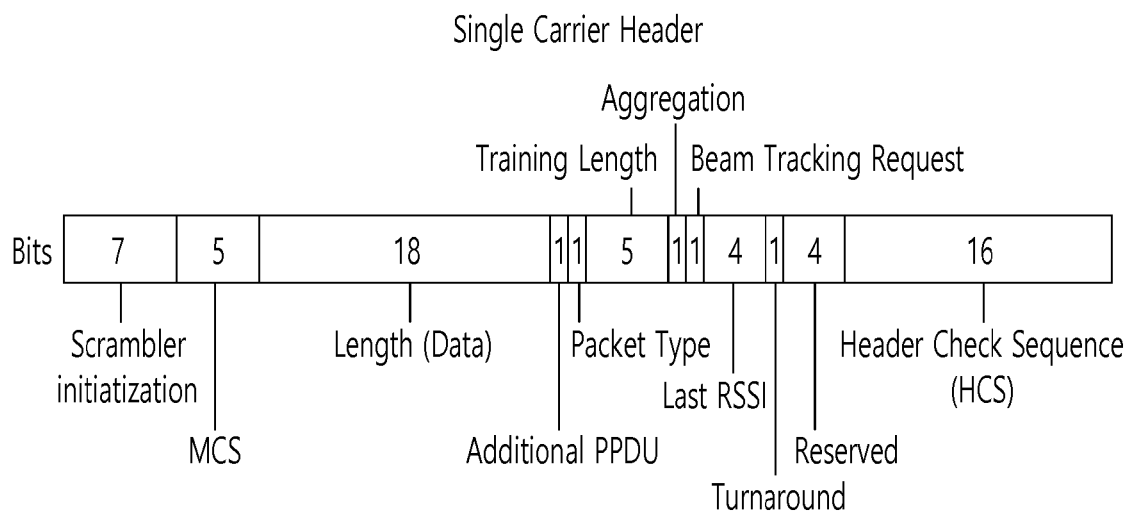 Single Carrier Header
Aggregation
Training Length Beam Tracking Request
Bits 7 5 18 1 1 5 1 1 4 1 4 16
Scrambler
initiatization
Length (Data)
Packet Type
Header Check Sequence
(HCS)
Last RSSI
MCS
Additional PPDU
Reserved
Turnaround